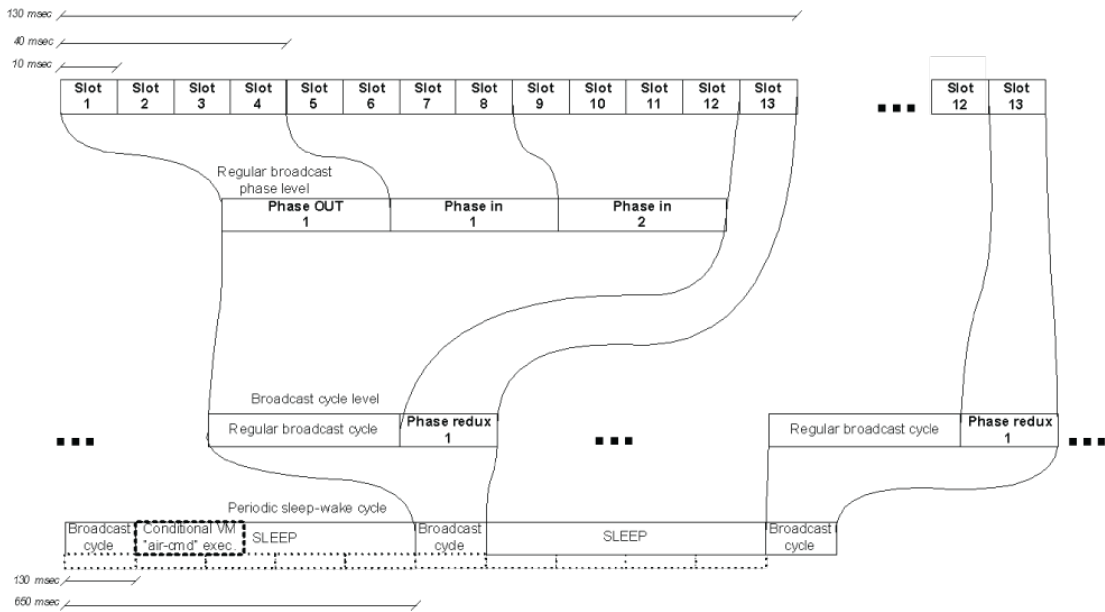 130 msec
40 msec
10 msec
Slot 1
Slot 2
Slot 3
Slot 4
Slot 5
Slot 6
Slot 7
Slot 8
Slot 9
Slot 10
Slot 11
Slot 12
Slot 13
Slot 12
Slot 13
Regular broadcast
phase level
Phase OUT
1
Phase in
1
Phase in
2
Broadcast cycle level
Regular broadcast cycle
Phase redux
1
Regular broadcast cycle
Phase redux
1
Periodic sleep-wake cycle
Broadcast
cycle
Conditional VM
"air-cmd" exec.
SLEEP
Broadcast
cycle
SLEEP
Broadcast
cycle
130 msec
650 msec